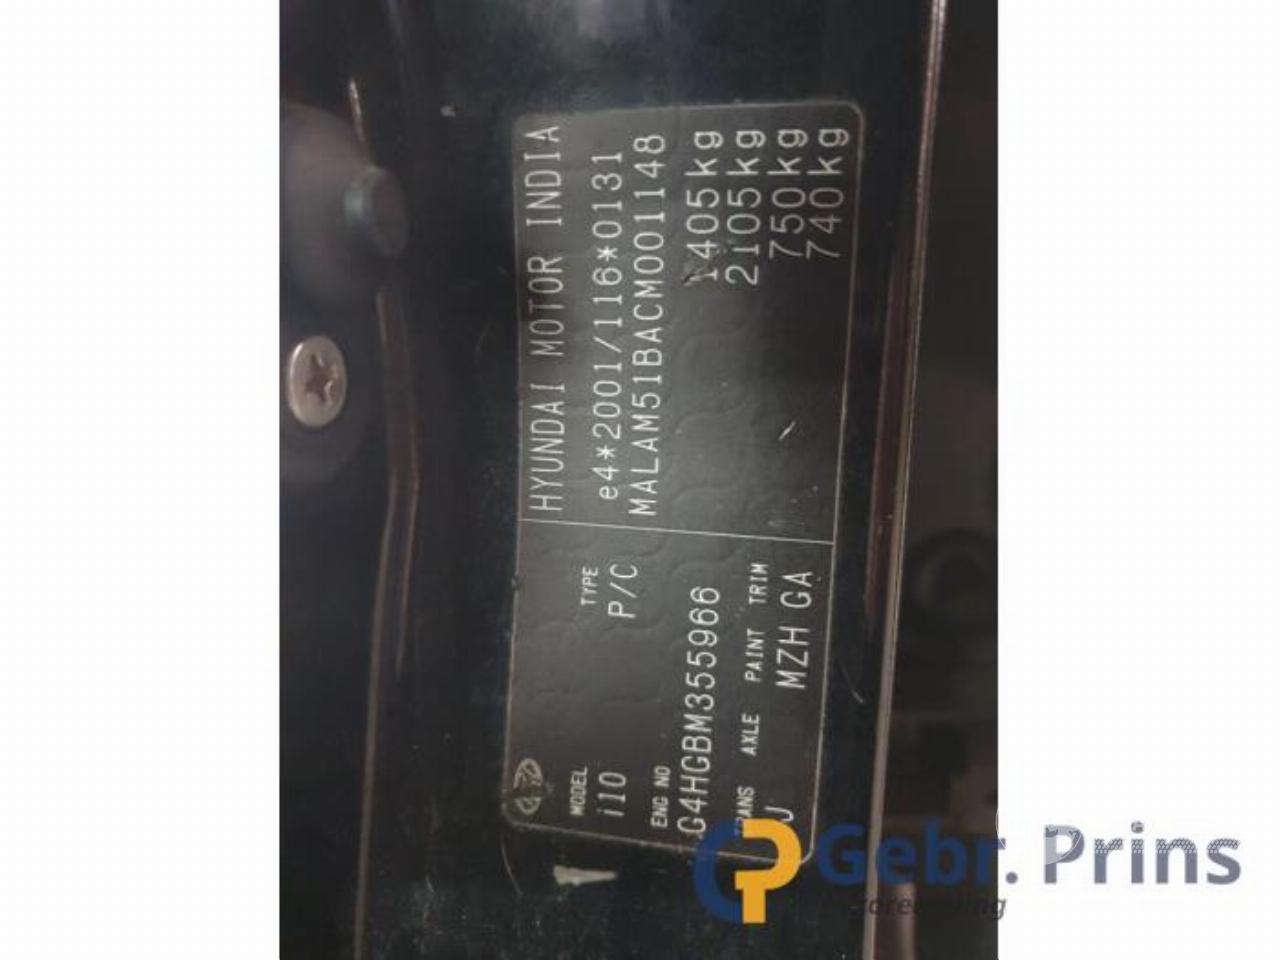 HYUNDAI MOTOR INDIA
e4*2001/116*0131
MALAM51BACM001148
1405kg
2105kg
750kg
740kg
MODEL TYPE
i10 P/C
ENG NO
G4HGBM355966
TRANS AXLE PAINT TRIM
J MZH GA
Gebr. Prins